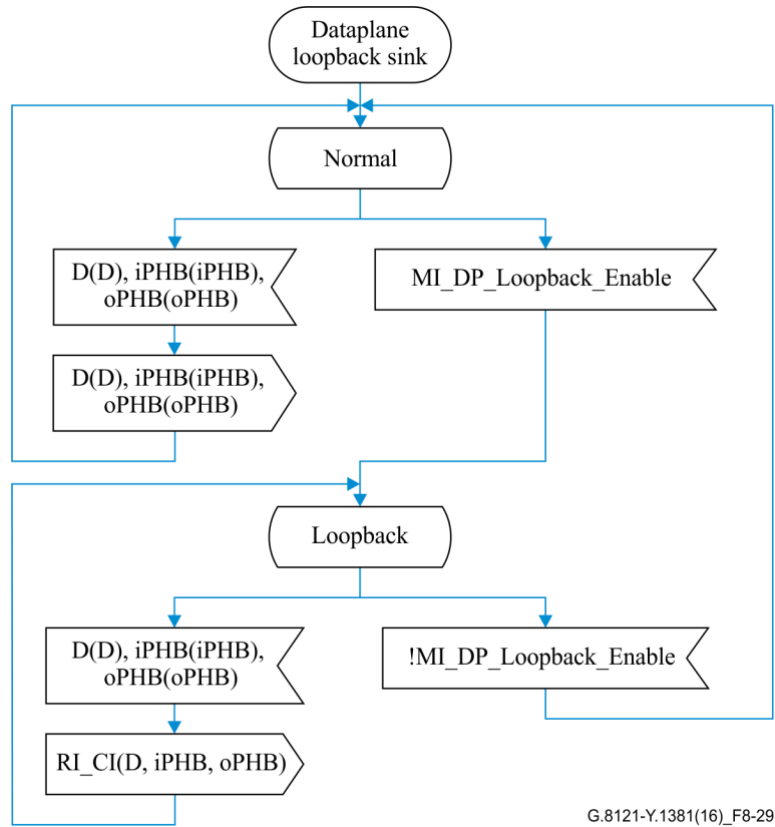 Dataplane
loopback sink
Normal
D(D), iPHB(iPHB),
oPHB(oPHB)
MI_DP_Loopback_Enable
D(D), iPHB(iPHB),
oPHB(oPHB)
Loopback
D(D), iPHB(iPHB),
oPHB(oPHB)
!MI_DP_Loopback_Enable
RI_CI(D, iPHB, oPHB)
G.8121-Y.1381(16)_F8-29